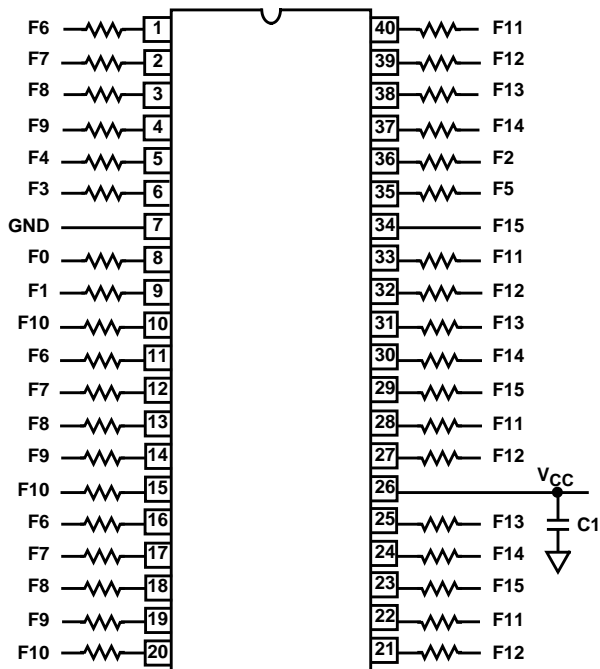 F6 1 40 F11
F7 2 39 F12
F8 3 38 F13
F9 4 37 F14
F4 5 36 F2
F3 6 35 F5
GND 7 34 F15
F0 8 33 F11
F1 9 32 F12
F10 10 31 F13
F6 11 30 F14
F7 12 29 F15
F8 13 28 F11
F9 14 27 F12
F10 15 26 VCC
F6 16 25 F13 C1
F7 17 24 F14
F8 18 23 F15
F9 19 22 F11
F10 20 21 F12